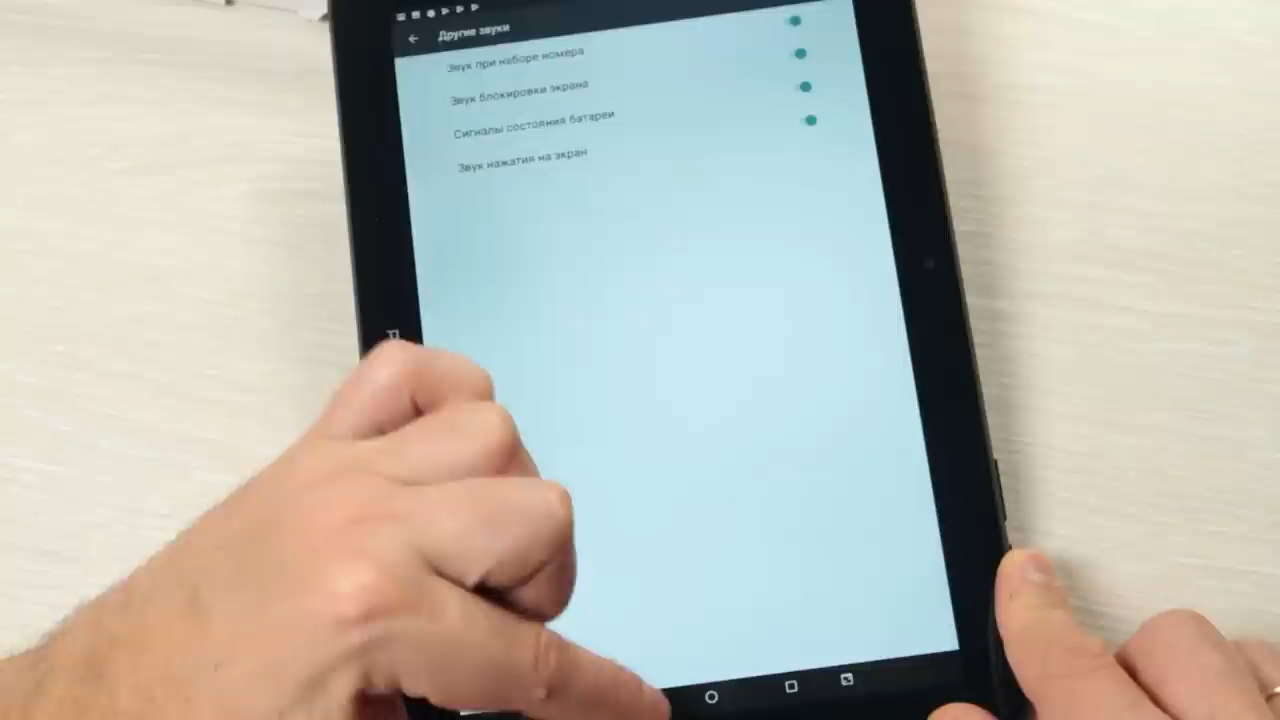 Другие звуки
Звук при наборе номера
Звук блокировки экрана
Сигналы состояния батареи
Звук нажатия на экран